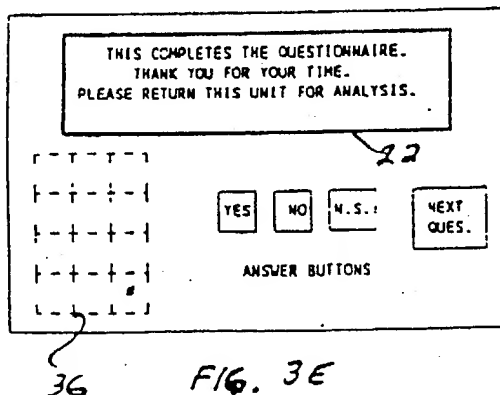 THIS COMPLETES THE QUESTIONNAIRE.
THANK YOU FOR YOUR TIME.
PLEASE RETURN THIS UNIT FOR ANALYSIS.
22
YES NO N.S. NEXT
QUES.
ANSWER BUTTONS
36 FIG. 3E